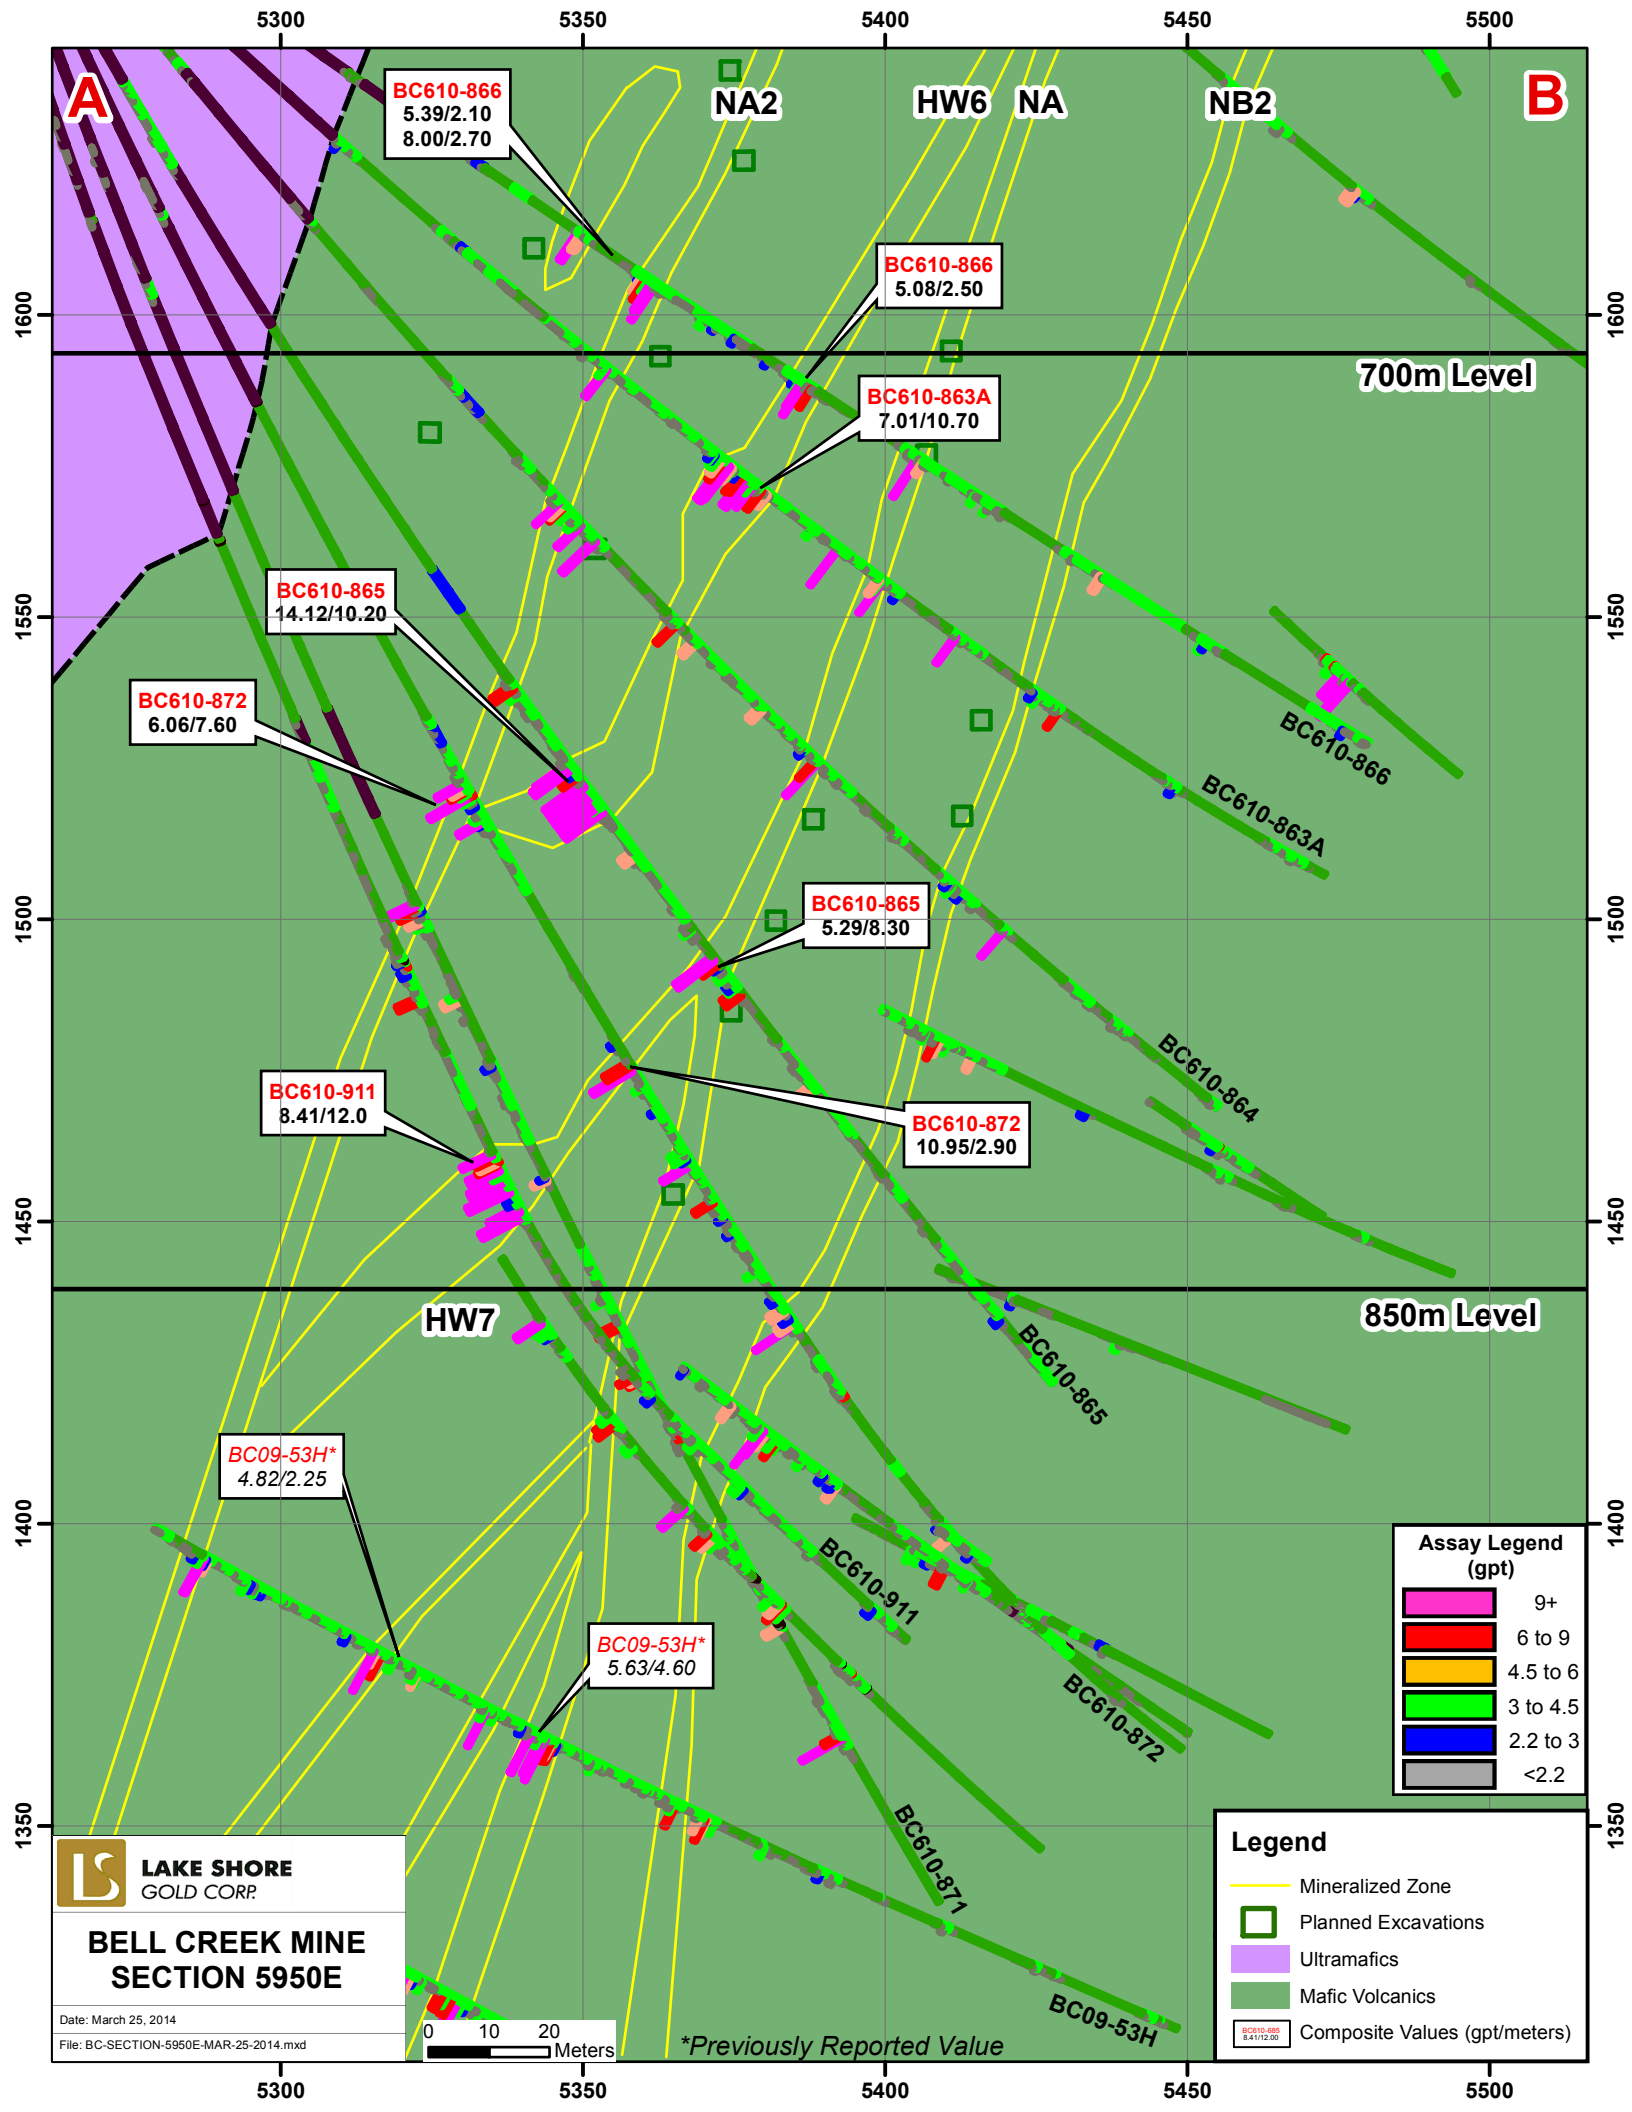 5300 5350 5400 5450 5500
A
BC610-866
5.39/2.10
8.00/2.70
NA2
HW6
NA
NB2
B
BC610-866
5.08/2.50
1600
1600
700m Level
BC610-863A
7.01/10.70
BC610-865
14.12/10.20
1550
1550
BC610-872
6.06/7.60
BC610-866
BC610-863A
BC610-865
5.29/8.30
1500
1500
BC610-864
BC610-911
8.41/12.0
BC610-872
10.95/2.90
1450
1450
HW7
850m Level
BC610-865
BC09-53H*
4.82/2.25
1400
1400
BC610-911
BC09-53H*
5.63/4.60
BC610-872
Assay Legend
(gpt)
9+
6 to 9
4.5 to 6
3 to 4.5
2.2 to 3
<2.2
1350
1350
BC610-871
BC09-53H
LS
LAKE SHORE
GOLD CORP.
BELL CREEK MINE
SECTION 5950E
Date: March 25, 2014
File: BC-SECTION-5950E-MAR-25-2014.mxd
0 10 20
Meters
*Previously Reported Value
Legend
Mineralized Zone
Planned Excavations
Ultramafics
Mafic Volcanics
BC610-685
8.41/12.00
Composite Values (gpt/meters)
5300 5350 5400 5450 5500